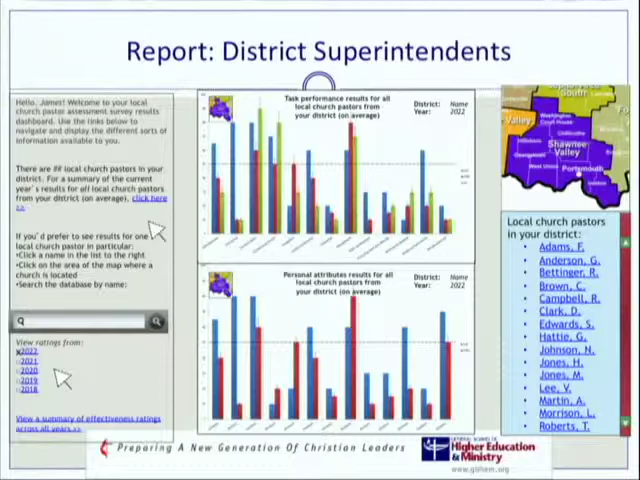 Report: District Superintendents
Hello, James! Welcome to your local
church pastor assessment survey results
dashboard. Use the links below to
navigate and display the different sorts of
information available to you.
There are ## local church pastors in your
district. For a summary of the current
year's results for all local church pastors
from your district (on average), click here
>>
If you'd prefer to see results for one
local church pastor in particular:
•Click a name in the list to the right
•Click on the area of the map where a
church is located
•Search the database by name:
View ratings from:
2022
2021
2020
2019
2018
View a summary of effectiveness ratings
across all years >>
Task performance results for all
local church pastors from
your district (on average)
District: Name
Year: 2022
Personal attributes results for all
local church pastors from
your district (on average)
District: Name
Year: 2022
Valley
Shawnee
Valley
Portsmouth
Local church pastors
in your district:
• Adams, F.
• Anderson, G.
• Bettinger, R.
• Brown, C.
• Campbell, R.
• Clark, D.
• Edwards, S.
• Hattie, G.
• Johnson, N.
• Jones, H.
• Jones, M.
• Lee, V.
• Martin, A.
• Morrison, L.
• Roberts, T.
Preparing A New Generation Of Christian Leaders
Higher Education
& Ministry
www.gbhem.org